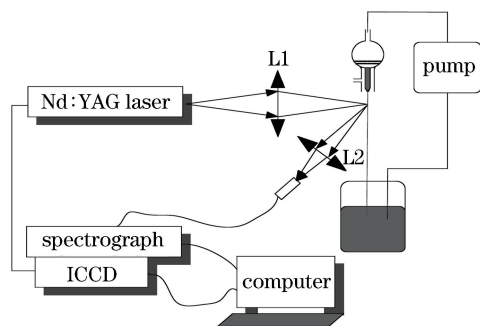 L1
pump
Nd:YAG laser
L2
spectrograph
ICCD
computer